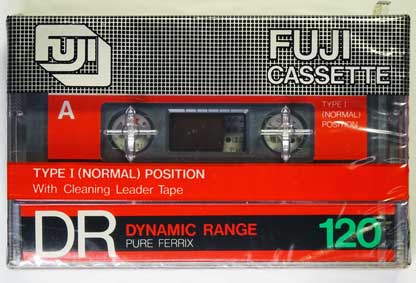 FUJI
FUJI
CASSETTE
A
TYPE I
(NORMAL)
POSITION
TYPE I (NORMAL) POSITION
With Cleaning Leader Tape
DR DYNAMIC RANGE 120
PURE FERRIX